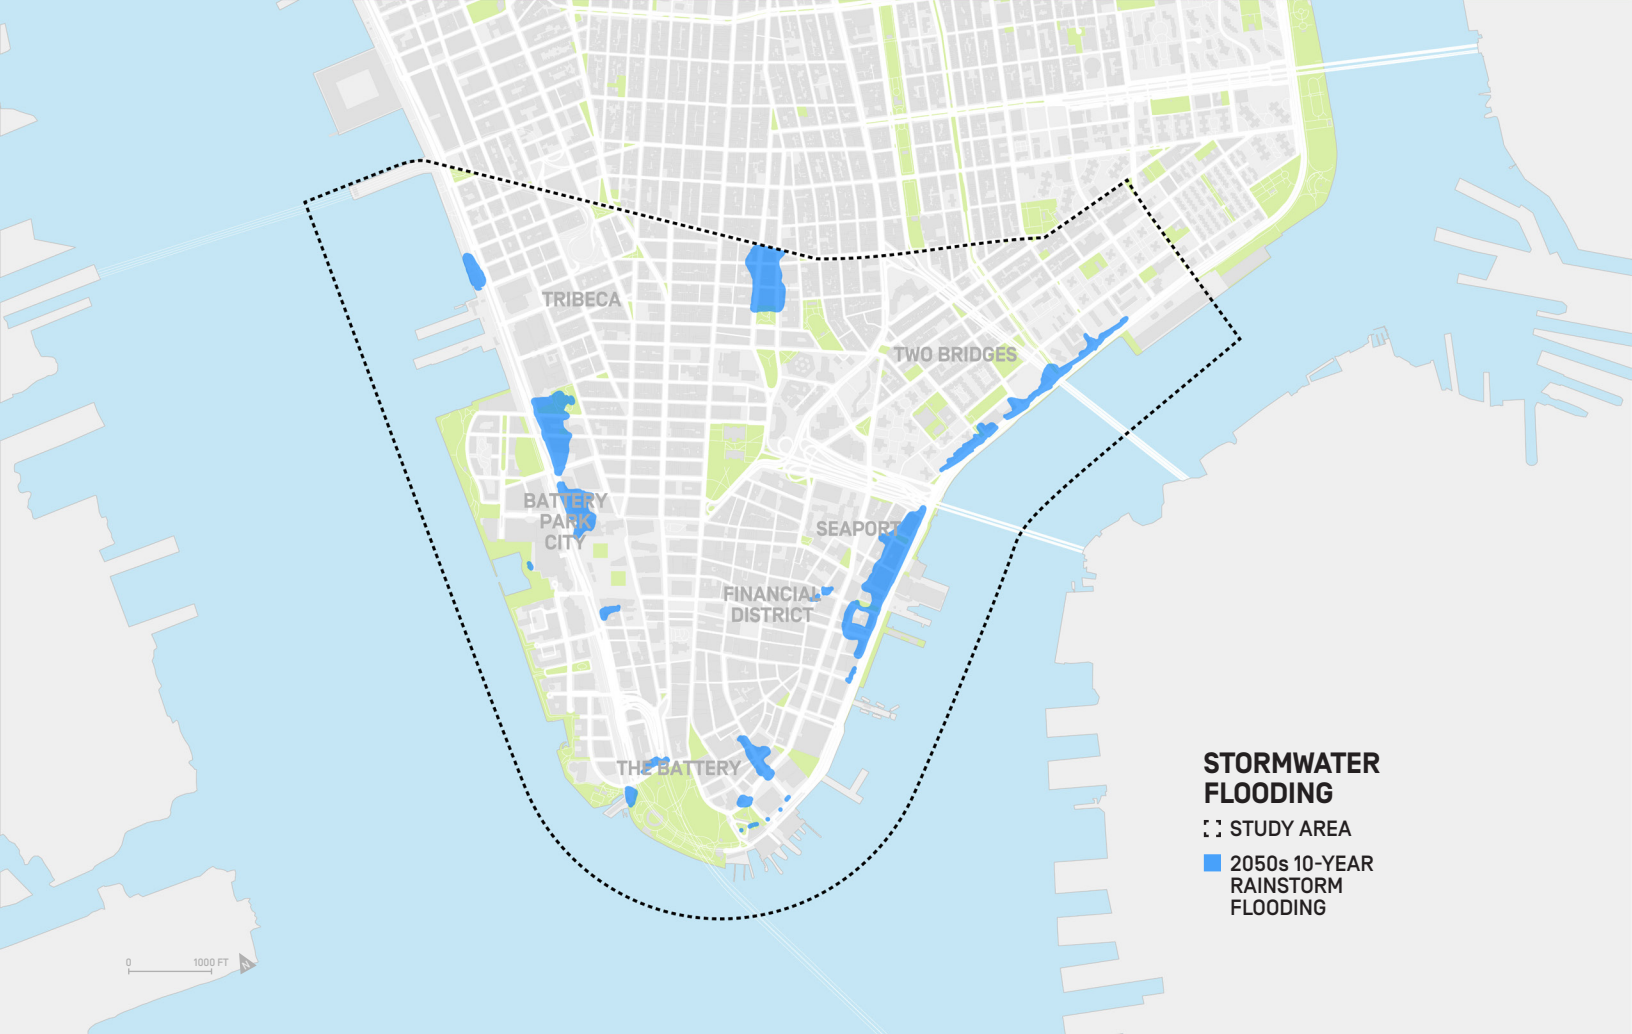 TRIBECA
TWO BRIDGES
BATTERY
PARK
CITY
SEAPORT
FINANCIAL
DISTRICT
THE BATTERY
STORMWATER
FLOODING
STUDY AREA
2050s 10-YEAR
RAINSTORM
FLOODING
0 1000 FT N